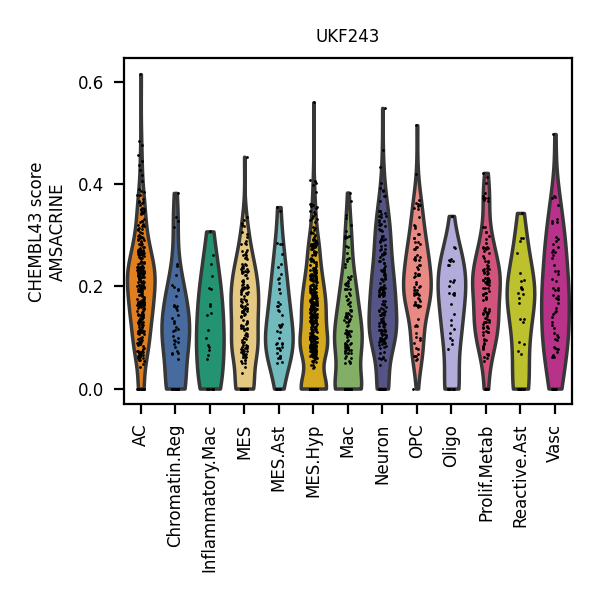 UKF243
CHEMBL43 score
AMSACRINE
0.6
0.4
0.2
0.0
AC
Chromatin.Reg
Inflammatory.Mac
MES
MES.Ast
MES.Hyp
Mac
Neuron
OPC
Oligo
Prolif.Metab
Reactive.Ast
Vasc